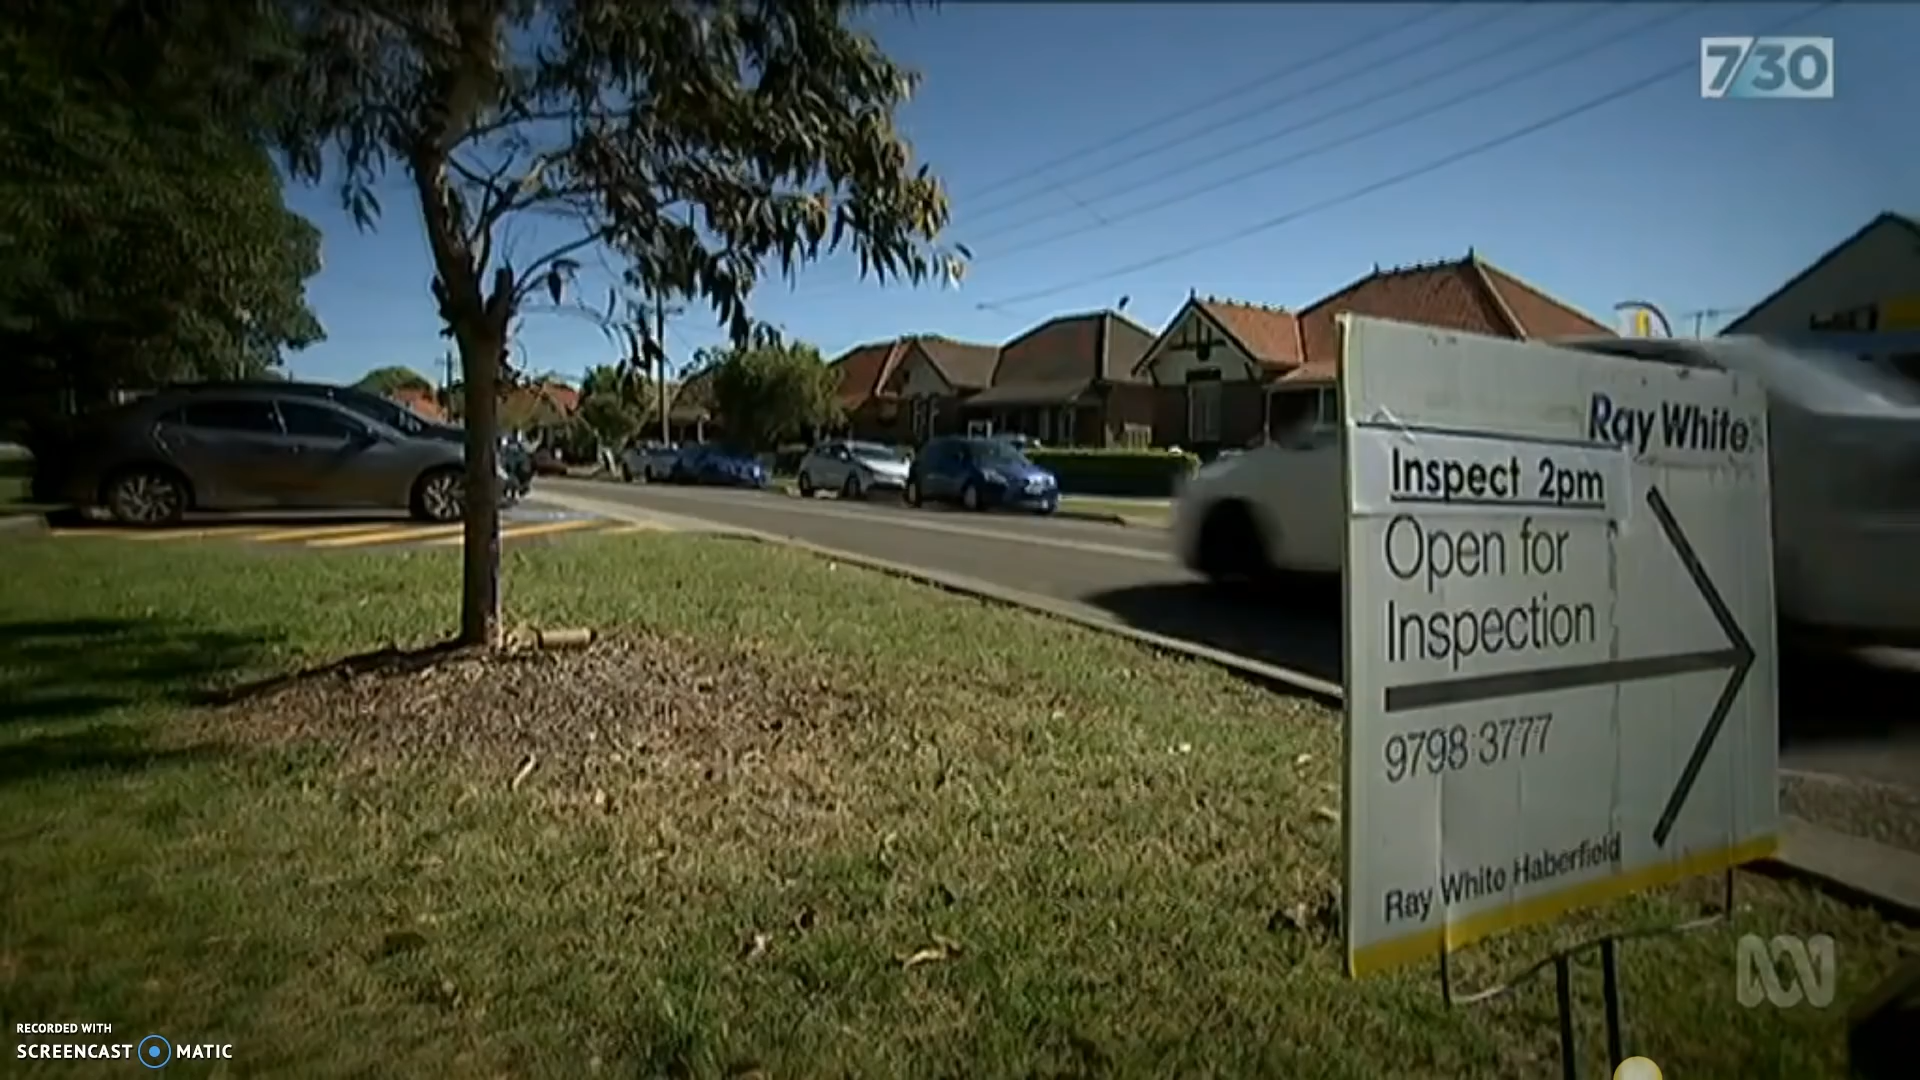 7/30
Ray White
Inspect 2pm
Open for
Inspection
9798 3777
Ray White Haberfield
RECORDED WITH
SCREENCAST MATIC